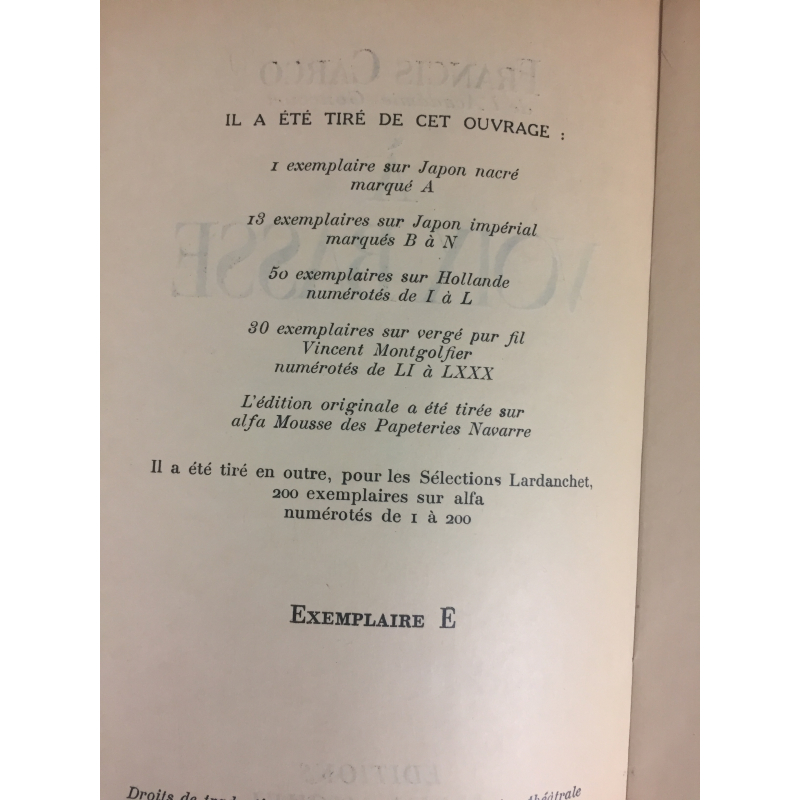 IL A ÉTÉ TIRÉ DE CET OUVRAGE :
1 exemplaire sur Japon nacré
marqué A
13 exemplaires sur Japon impérial
marqués B à N
50 exemplaires sur Hollande
numérotés de I à L
30 exemplaires sur vergé pur fil
Vincent Montgolfier
numérotés de LI à LXXX
L'édition originale a été tirée sur
alfa Mousse des Papeteries Navarre
Il a été tiré en outre, pour les Sélections Lardanchet,
200 exemplaires sur alfa
numérotés de 1 à 200
EXEMPLAIRE E
Droits de théâtrale